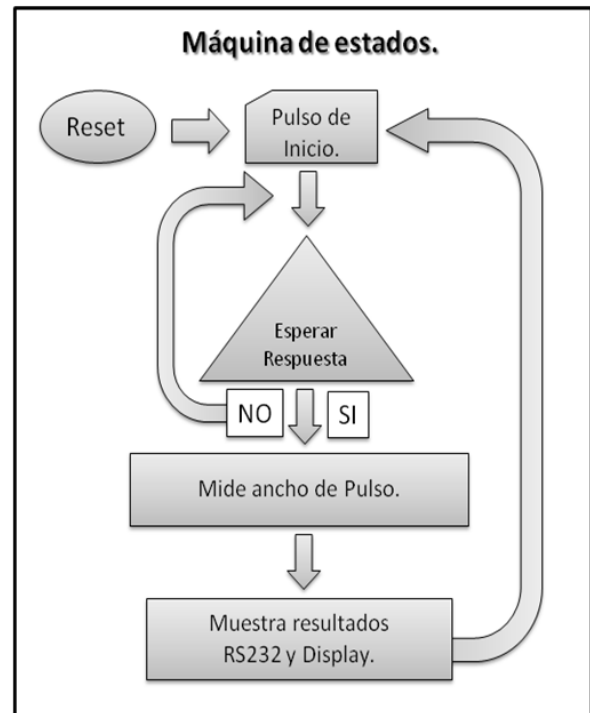 Máquina de estados.
Reset
Pulso de
Inicio.
Esperar
Respuesta
NO
SI
Mide ancho de Pulso.
Muestra resultados
RS232 y Display.